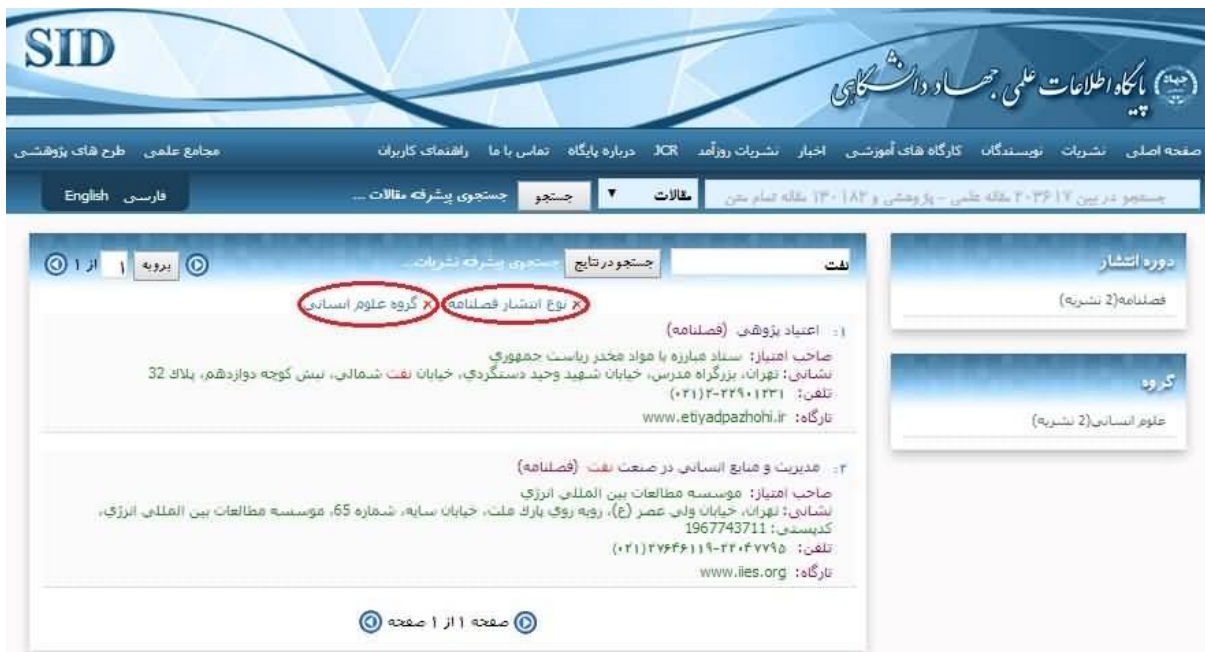 SID
پایگاه اطلاعات علمی جهاد دانشگاهی
صفحه اصلی نشریات نویسندگان کارگاه های آموزشی اخبار نشریات روزآمد JCR درباره پایگاه تماس با ما راهنمای کاربران مجامع علمی طرح های پژوهشی
جستجو در بین ۲۰۳۶۱۷ مقاله علمی - پژوهشی و ۱۳۰۱۸۲ مقاله تمام متن مقالات جستجو جستجوی پیشرفته مقالات ... فارسی English
دوره انتشار
فصلنامه(2 نشریه)
گروه
علوم انسانی(2 نشریه)
نفت جستجو در نتایج جستجوی پیشرفته نشریات... برو به ۱ از ۱
× نوع انتشار فصلنامه × گروه علوم انسانی
۱: اعتیاد پژوهی (فصلنامه)
صاحب امتیاز: ستاد مبارزه با مواد مخدر ریاست جمهوری
نشانی: تهران، بزرگراه مدرس، خیابان شهید وحید دستگردی، خیابان نفت شمالی، نبش کوچه دوازدهم، پلاک 32
تلفن: ۲۲۹۰۱۲۳۱-۲(۰۲۱)
تارگاه: www.etiyadpazhohi.ir
۲: مدیریت و منابع انسانی در صنعت نفت (فصلنامه)
صاحب امتیاز: موسسه مطالعات بین المللی انرژی
نشانی: تهران، خیابان ولی عصر (ع)، روبه روی پارک ملت، خیابان سایه، شماره 65، موسسه مطالعات بین المللی انرژی،
کدپستی: 1967743711
تلفن: ۲۷۶۴۶۱۱۹-۲۲۰۴۷۷۹۵(۰۲۱)
تارگاه: www.iies.org
صفحه ۱ از ۱ صفحه